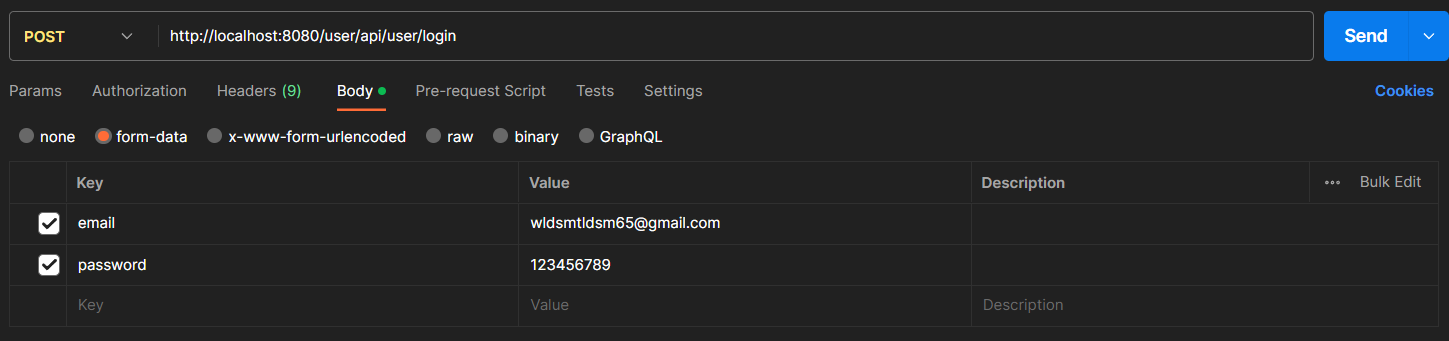 POST http://localhost:8080/user/api/user/login Send
Params Authorization Headers (9) Body Pre-request Script Tests Settings Cookies
none form-data x-www-form-urlencoded raw binary GraphQL
Key Value Description Bulk Edit
email wldsmtldsm65@gmail.com
password 123456789
Key Value Description